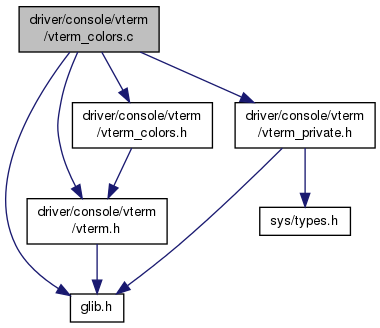 driver/console/vterm
/vterm_colors.c
driver/console/vterm
/vterm_colors.h
driver/console/vterm
/vterm_private.h
driver/console/vterm
/vterm.h
sys/types.h
glib.h